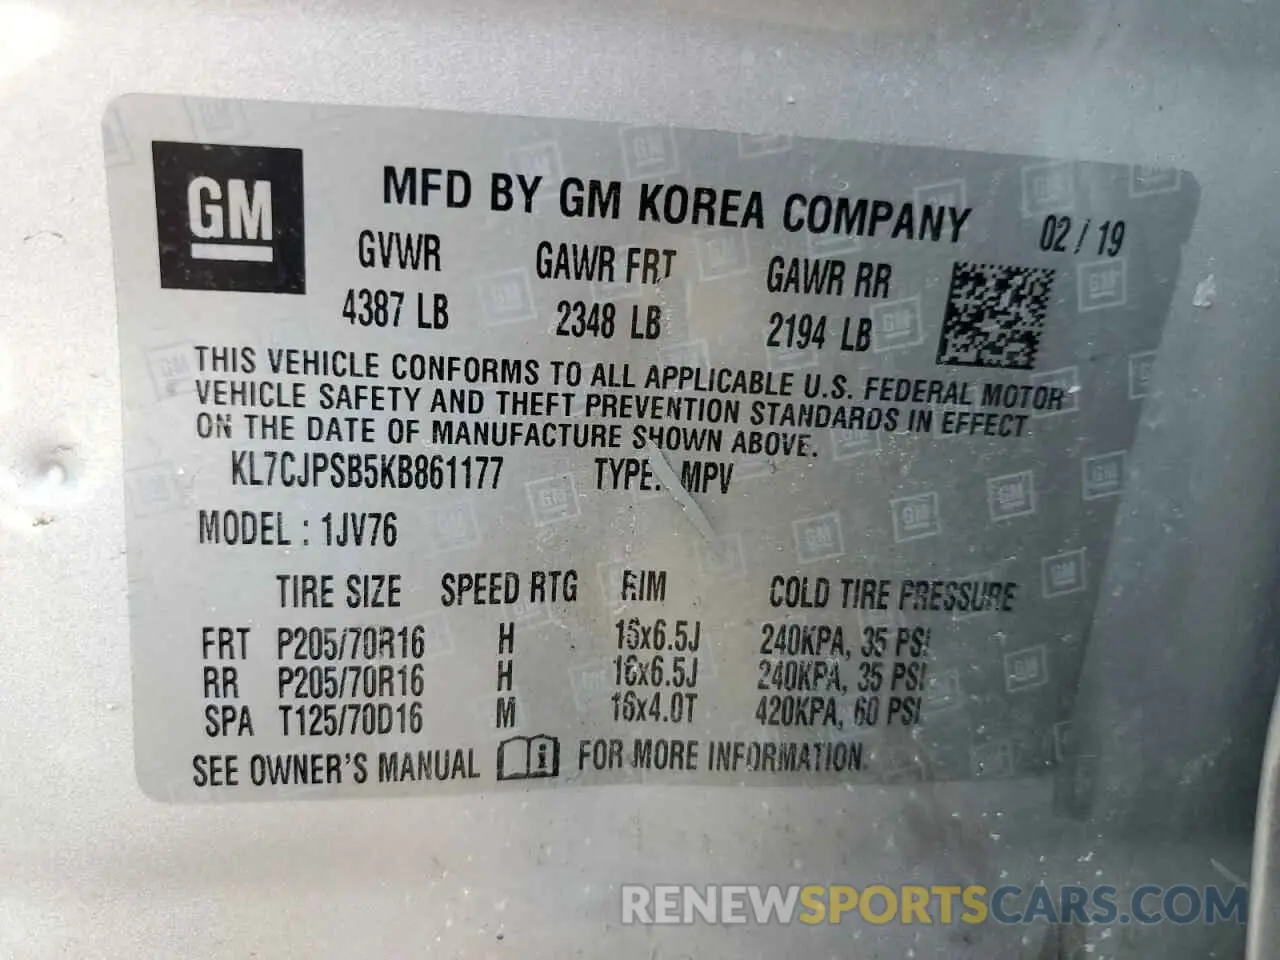 GM
MFD BY GM KOREA COMPANY 02 / 19
GVWR GAWR FRT GAWR RR
4387 LB 2348 LB 2194 LB
THIS VEHICLE CONFORMS TO ALL APPLICABLE U.S. FEDERAL MOTOR
VEHICLE SAFETY AND THEFT PREVENTION STANDARDS IN EFFECT
ON THE DATE OF MANUFACTURE SHOWN ABOVE.
KL7CJPSB5KB861177 TYPE: MPV
MODEL : 1JV76
TIRE SIZE SPEED RTG RIM COLD TIRE PRESSURE
FRT P205/70R16 H 16x6.5J 240KPA, 35 PSI
RR P205/70R16 H 16x6.5J 240KPA, 35 PSI
SPA T125/70D16 M 16x4.0T 420KPA, 60 PSI
SEE OWNER'S MANUAL i FOR MORE INFORMATION.
RENEWSPORTSCARS.COM